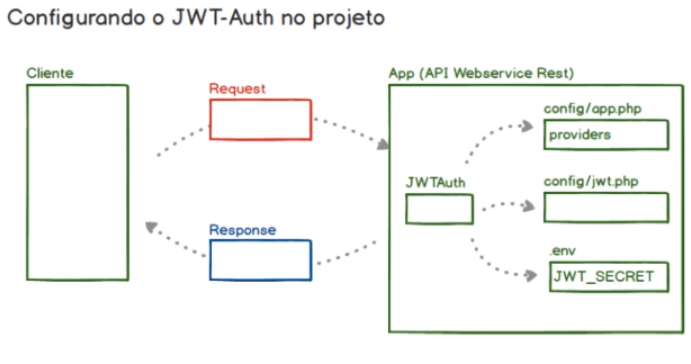 Configurando o JWT-Auth no projeto
Cliente
Request
Response
App (API Webservice Rest)
JWTAuth
config/app.php
providers
config/jwt.php
.env
JWT_SECRET